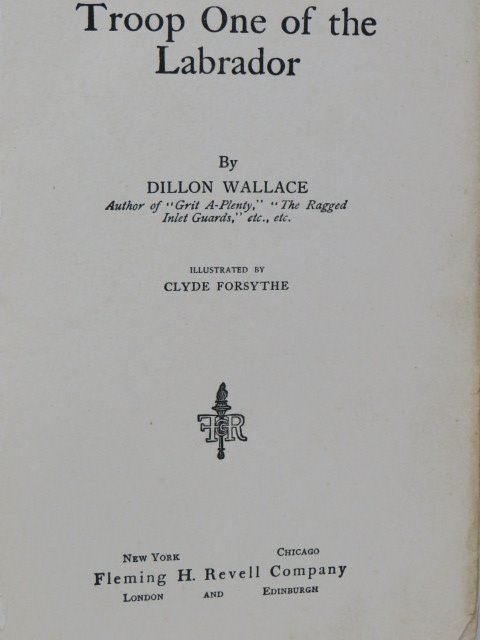 Troop One of the
Labrador
By
DILLON WALLACE
Author of "Grit A-Plenty," "The Ragged
Inlet Guards," etc., etc.
ILLUSTRATED BY
CLYDE FORSYTHE
FHR
NEW YORK CHICAGO
Fleming H. Revell Company
LONDON AND EDINBURGH